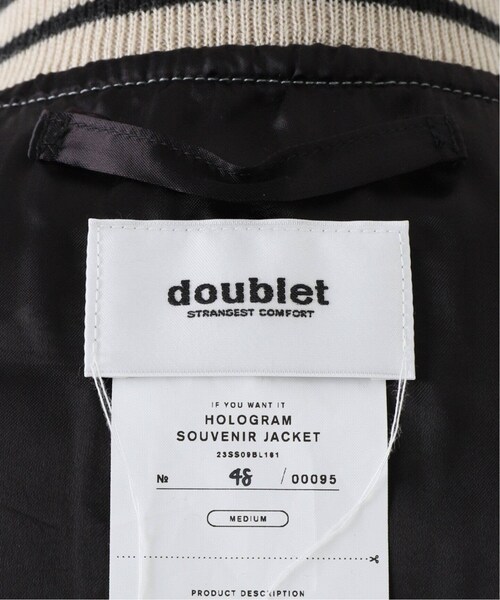 doublet
STRANGEST COMFORT
IF YOU WANT IT
HOLOGRAM
SOUVENIR JACKET
23SS09BL161
№ 48 / 00095
MEDIUM
PRODUCT DESCRIPTION